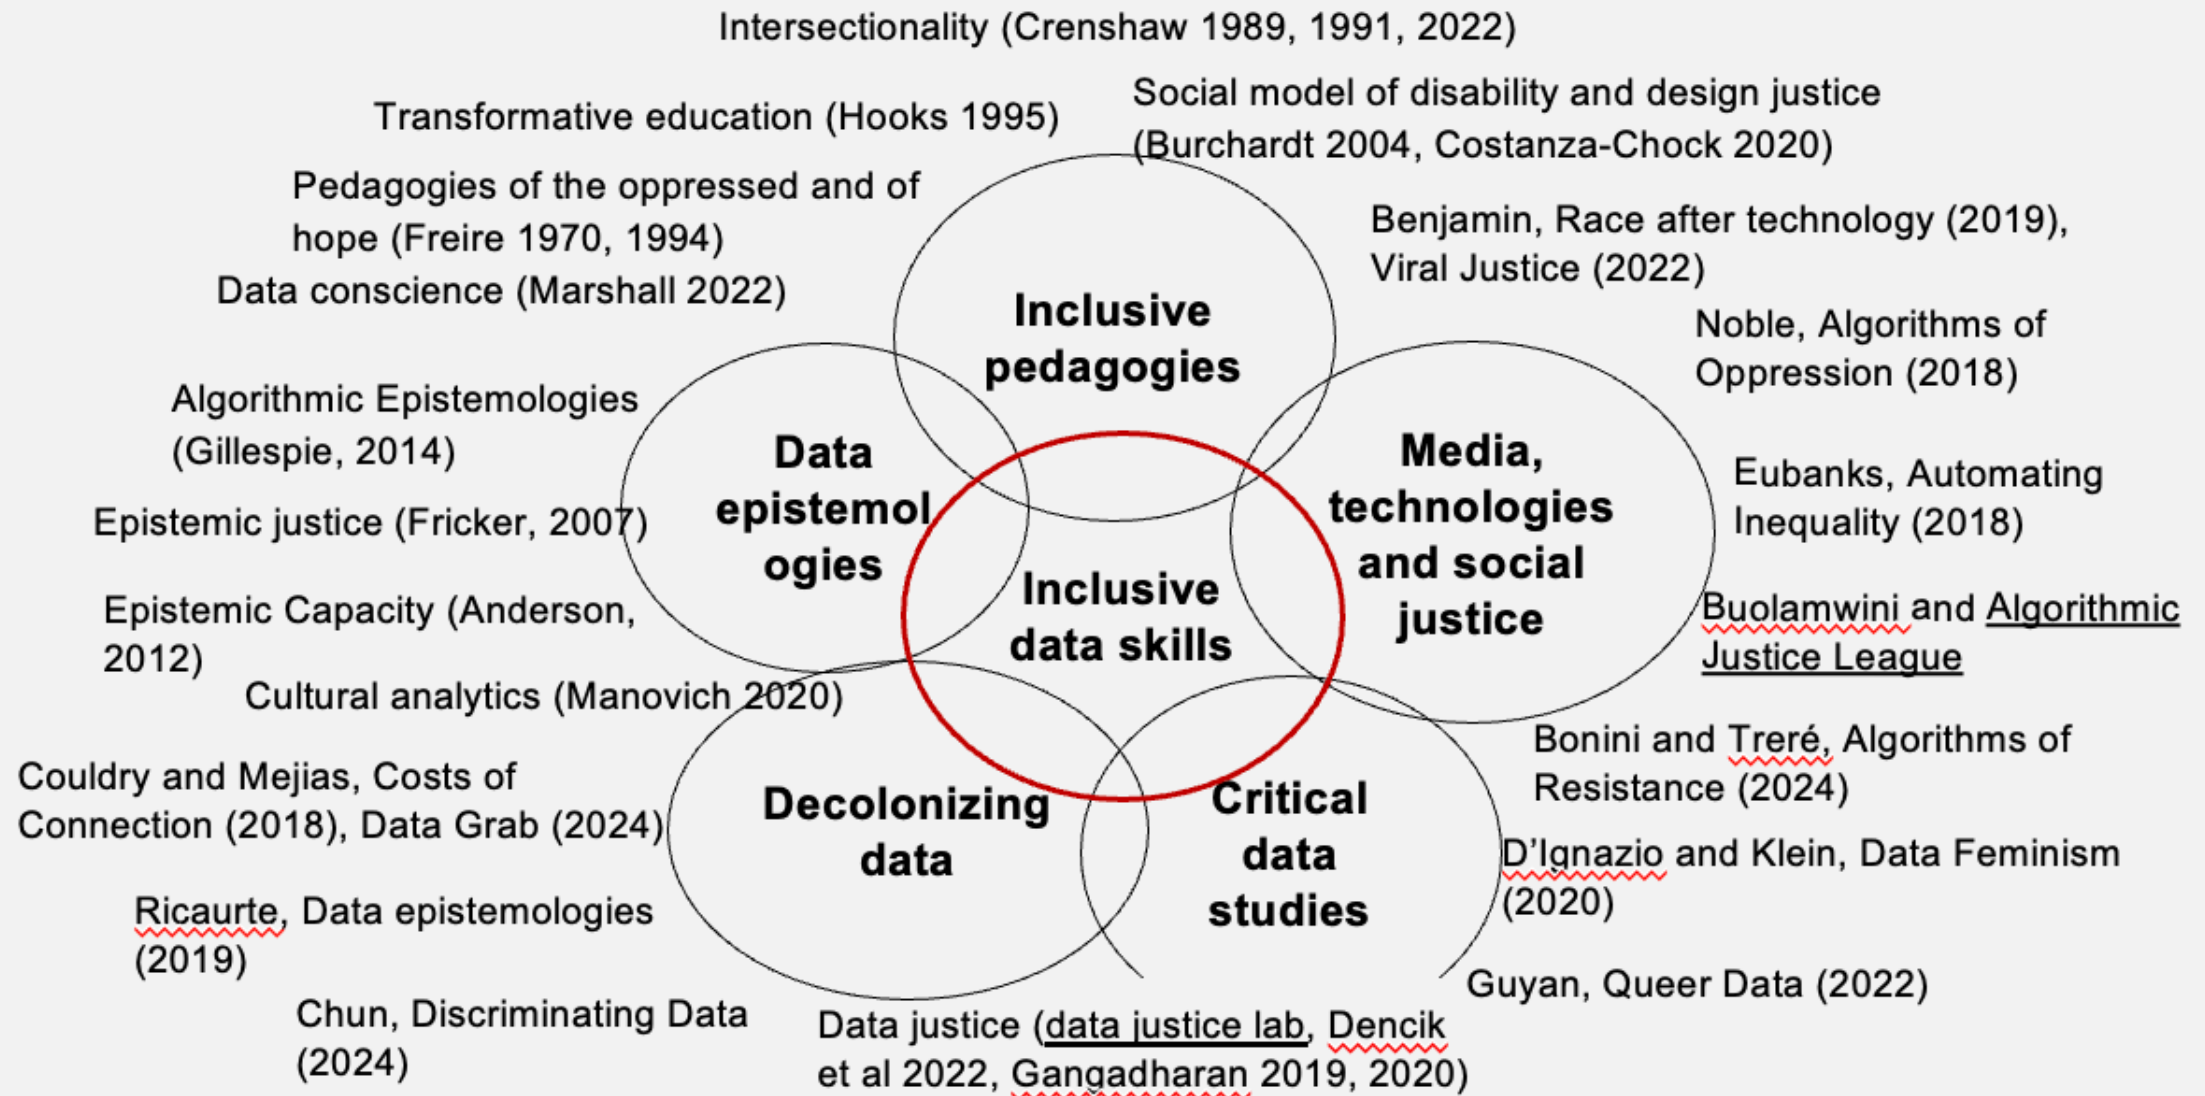 Intersectionality (Crenshaw 1989, 1991, 2022)
Social model of disability and design justice
(Burchardt 2004, Costanza-Chock 2020)
Transformative education (Hooks 1995)
Pedagogies of the oppressed and of
hope (Freire 1970, 1994)
Data conscience (Marshall 2022)
Benjamin, Race after technology (2019),
Viral Justice (2022)
Noble, Algorithms of
Oppression (2018)
Inclusive
pedagogies
Algorithmic Epistemologies
(Gillespie, 2014)
Epistemic justice (Fricker, 2007)
Epistemic Capacity (Anderson,
2012)
Cultural analytics (Manovich 2020)
Data
epistemol
ogies
Inclusive
data skills
Media,
technologies
and social
justice
Eubanks, Automating
Inequality (2018)
Buolamwini and Algorithmic
Justice League
Bonini and Treré, Algorithms of
Resistance (2024)
Couldry and Mejias, Costs of
Connection (2018), Data Grab (2024)
Decolonizing
data
Critical
data
studies
D’Ignazio and Klein, Data Feminism
(2020)
Ricaurte, Data epistemologies
(2019)
Guyan, Queer Data (2022)
Chun, Discriminating Data
(2024)
Data justice (data justice lab, Dencik
et al 2022, Gangadharan 2019, 2020)